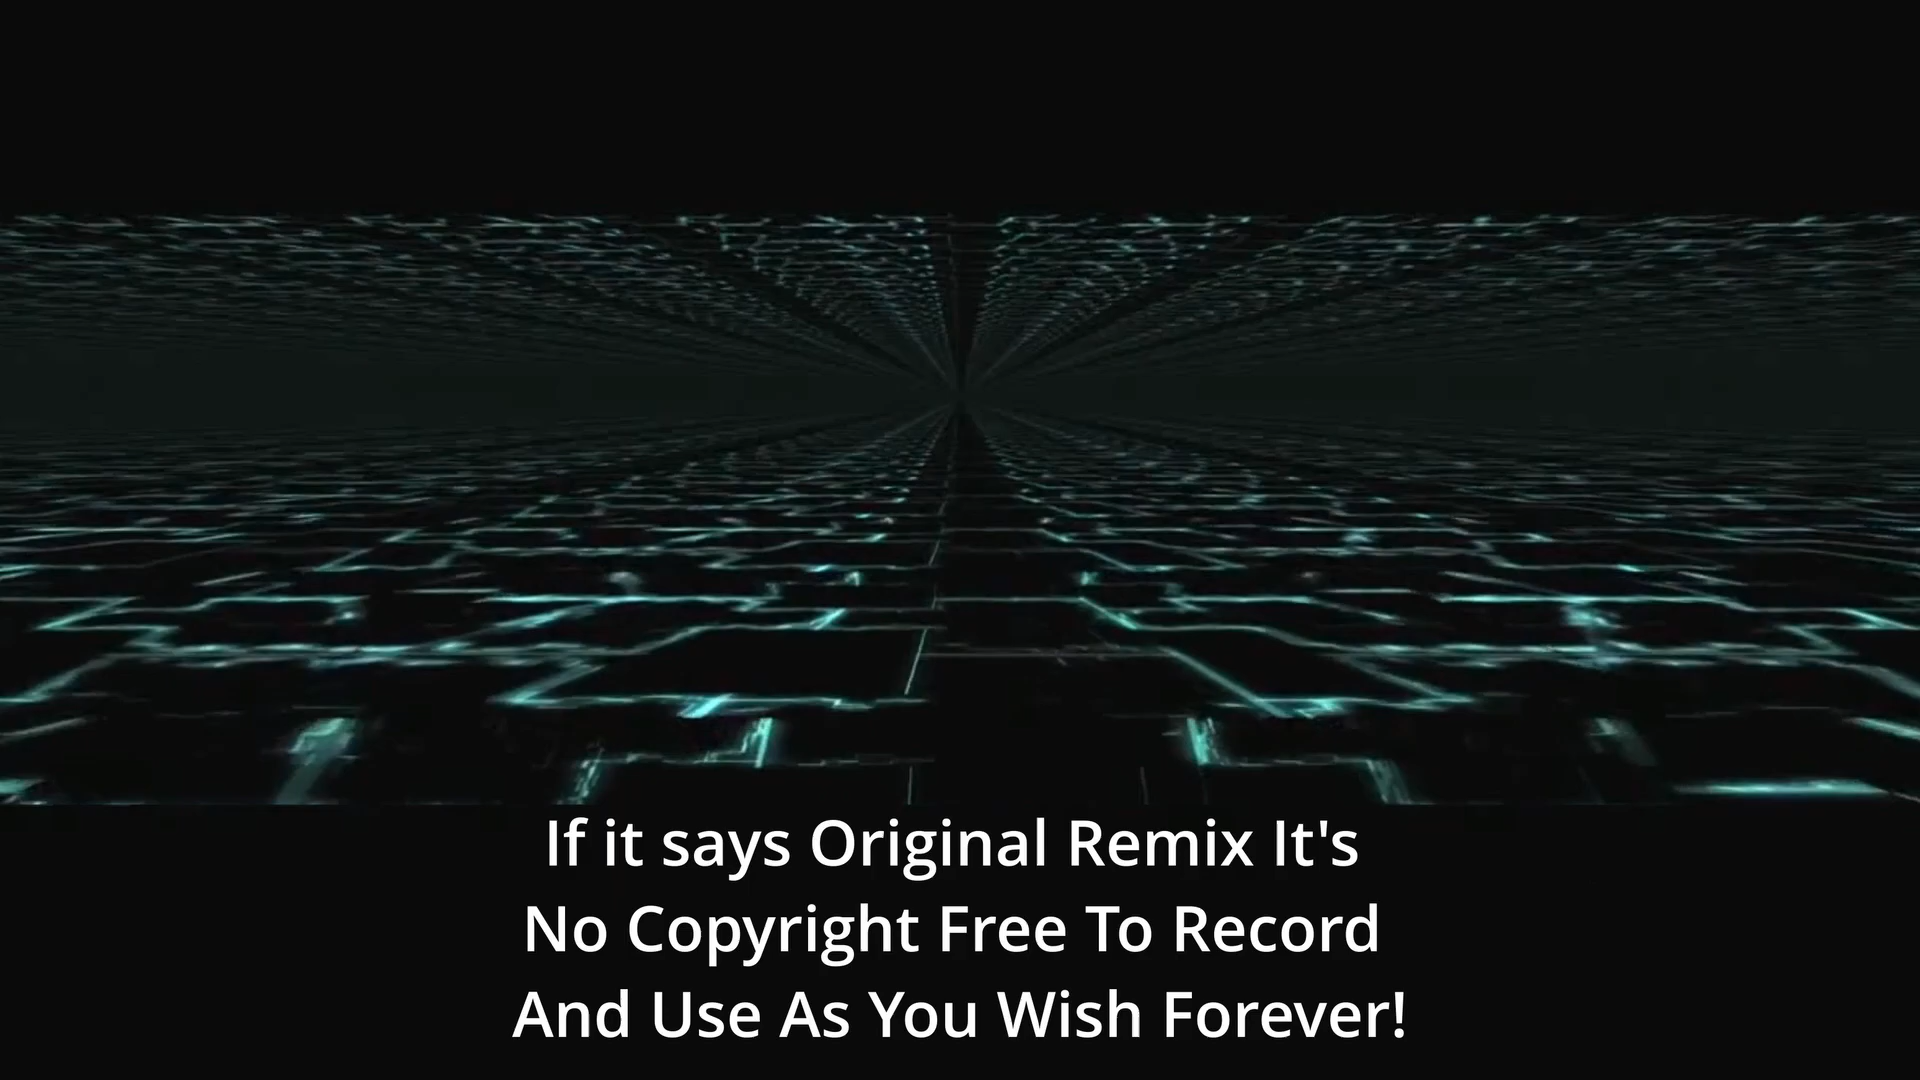 If it says Original Remix It's
No Copyright Free To Record
And Use As You Wish Forever!